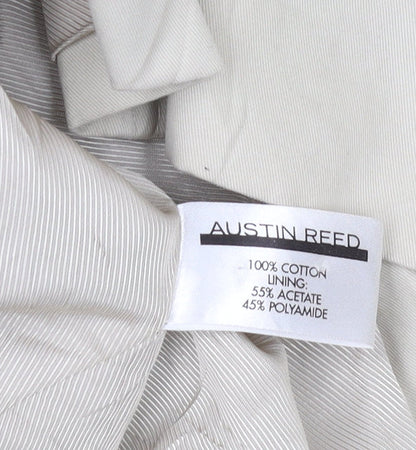 AUSTIN REED
100% COTTON
LINING:
55% ACETATE
45% POLYAMIDE